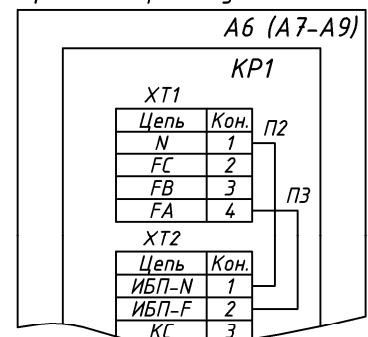 А6 (А7-А9)
КР1
ХТ1
Цепь Кон.
N 1 П2
FC 2
FB 3 П3
FA 4
ХТ2
Цепь Кон.
ИБП-N 1
ИБП-F 2
КС 3